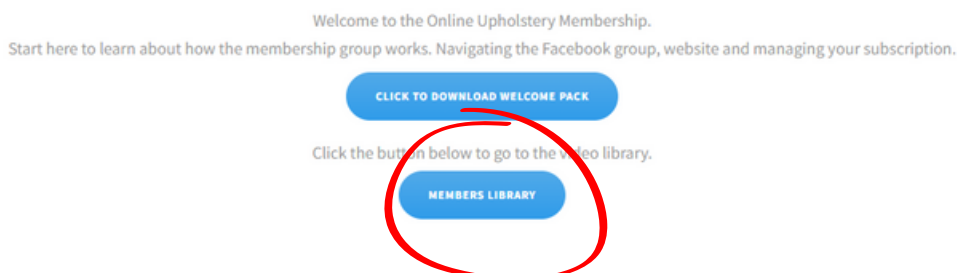 Welcome to the Online Upholstery Membership.
Start here to learn about how the membership group works. Navigating the Facebook group, website and managing your subscription.
CLICK TO DOWNLOAD WELCOME PACK
Click the button below to go to the video library.
MEMBERS LIBRARY